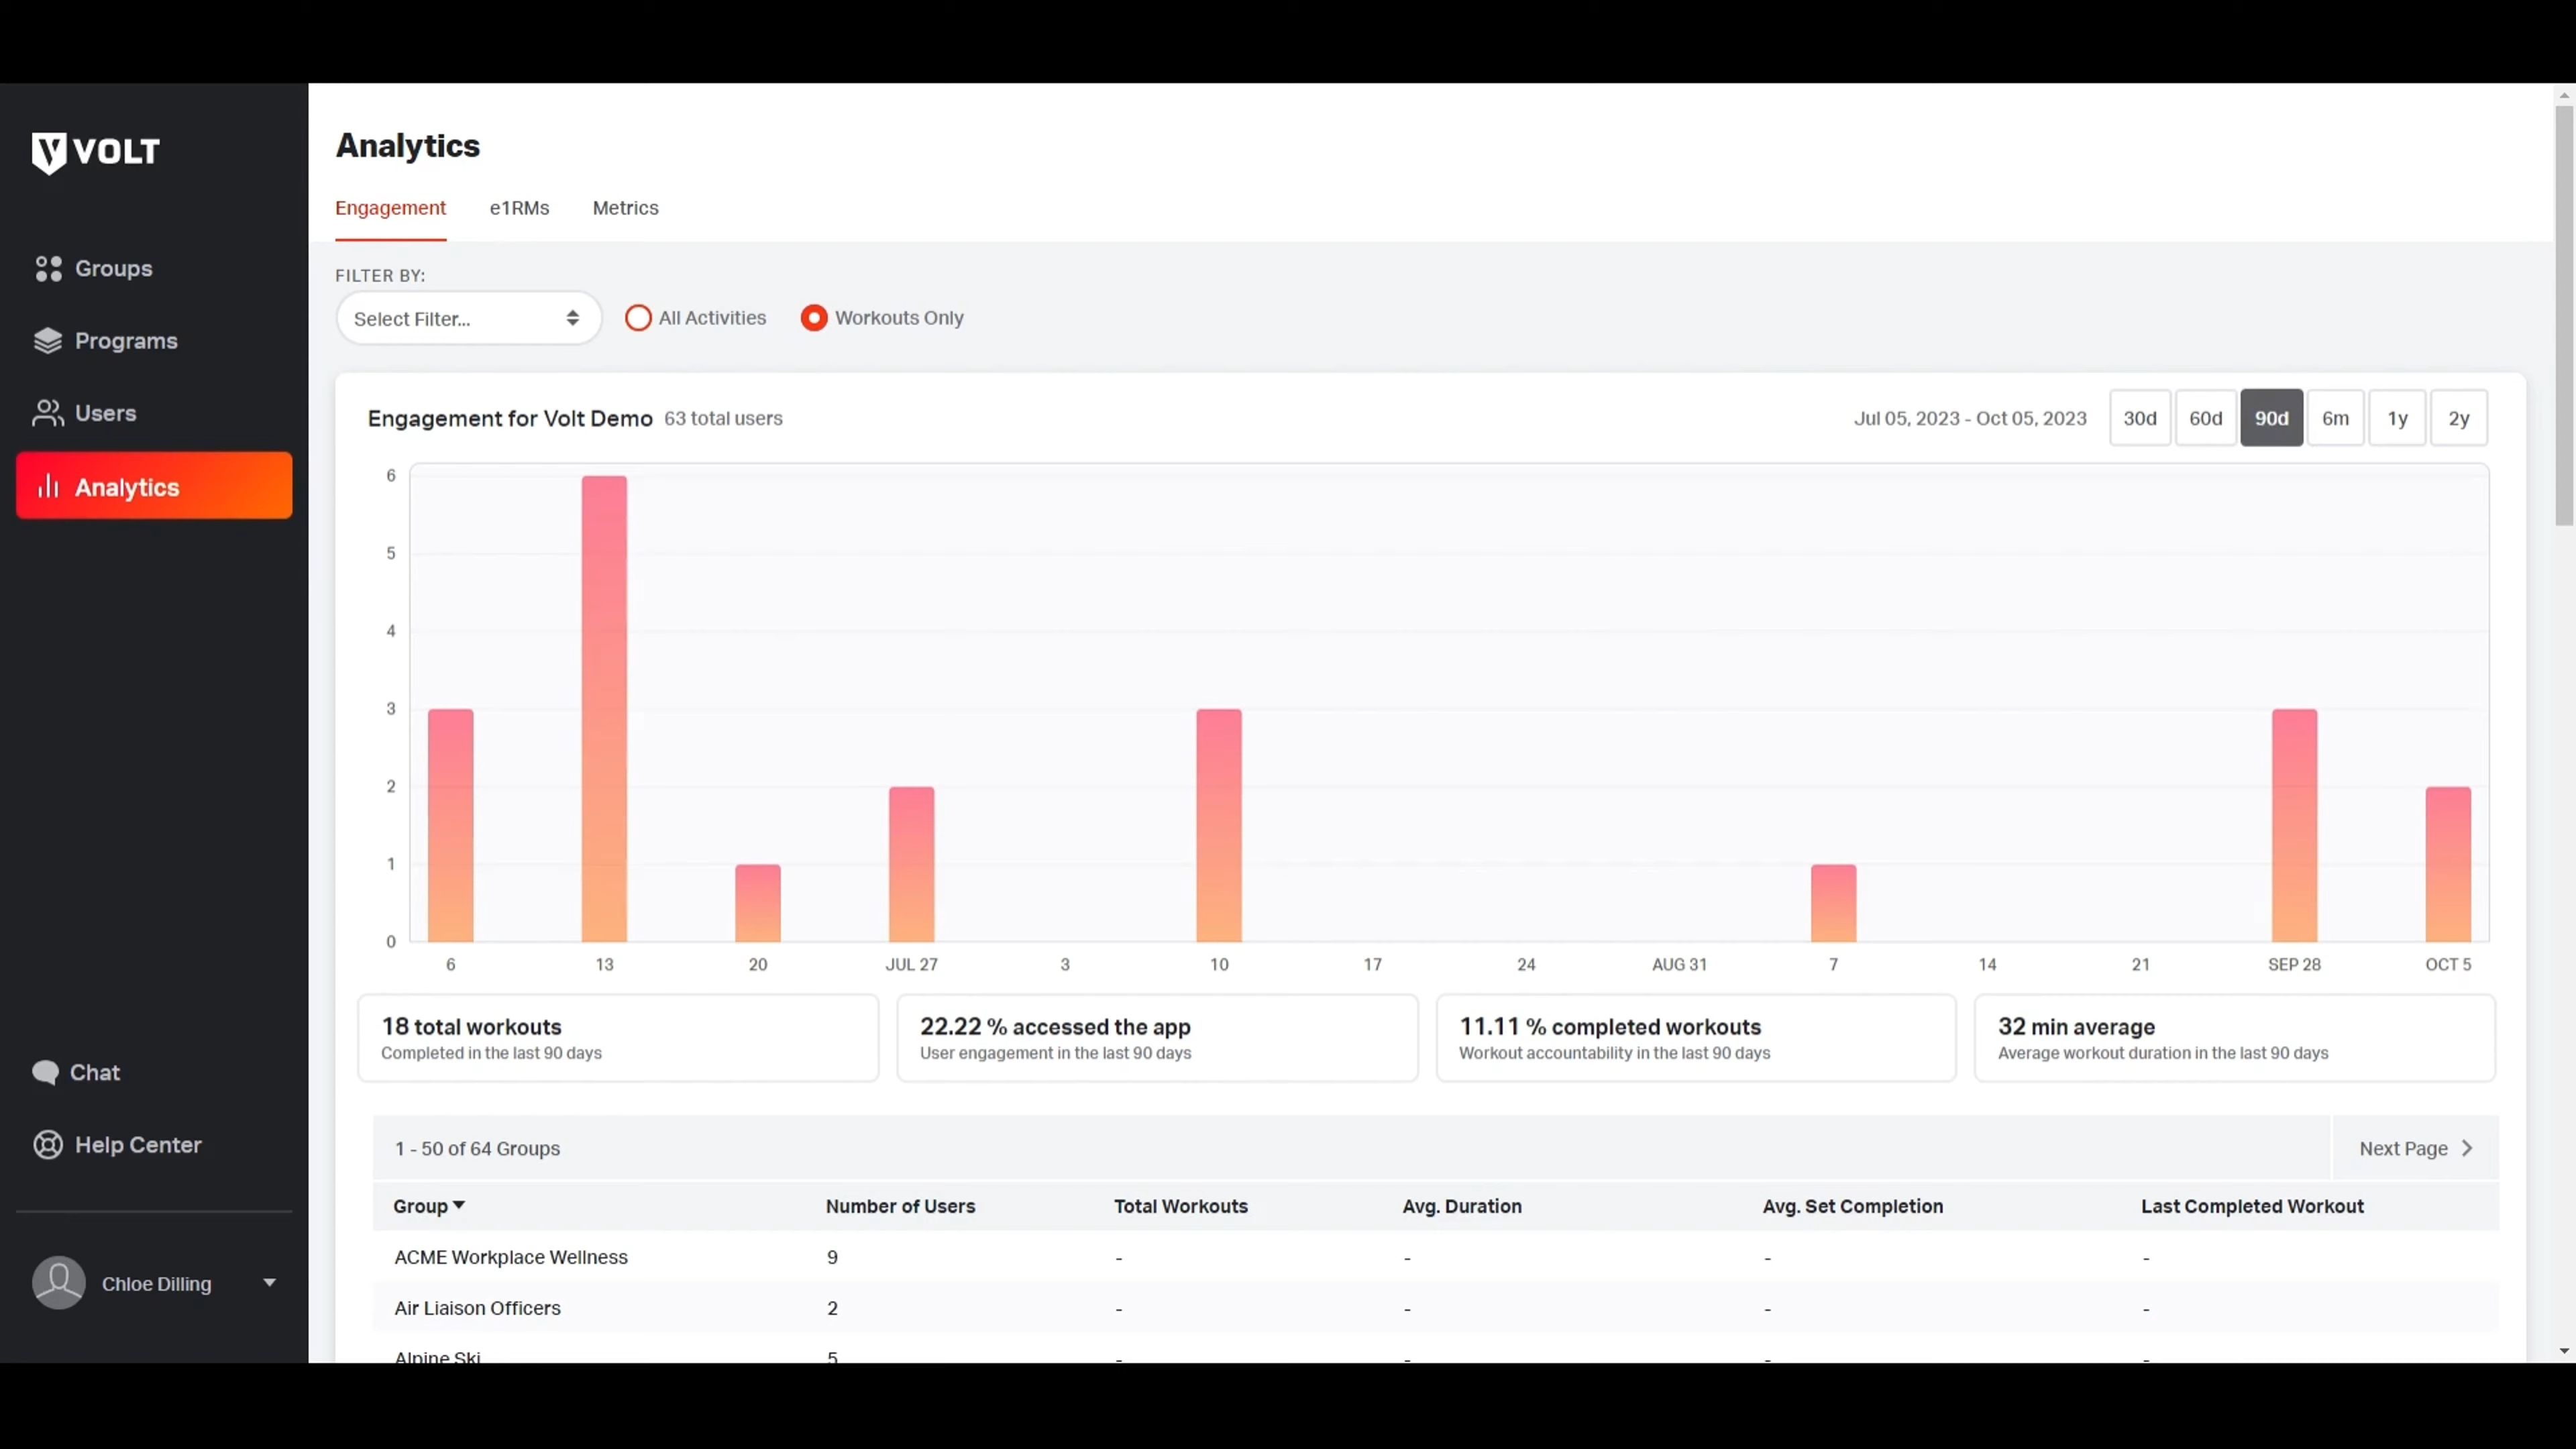 VOLT
Groups
Programs
Users
Analytics
Chat
Help Center
Chloe Dilling
Analytics
Engagement e1RMs Metrics
FILTER BY:
Select Filter... All Activities Workouts Only
Engagement for Volt Demo 63 total users Jul 05, 2023 - Oct 05, 2023 30d 60d 90d 6m 1y 2y
6
5
4
3
2
1
0
6 13 20 JUL 27 3 10 17 24 AUG 31 7 14 21 SEP 28 OCT 5
18 total workouts
Completed in the last 90 days
22.22 % accessed the app
User engagement in the last 90 days
11.11 % completed workouts
Workout accountability in the last 90 days
32 min average
Average workout duration in the last 90 days
1 - 50 of 64 Groups Next Page
Group Number of Users Total Workouts Avg. Duration Avg. Set Completion Last Completed Workout
ACME Workplace Wellness 9 - - - -
Air Liaison Officers 2 - - - -
Alpine Ski 5 - - - -